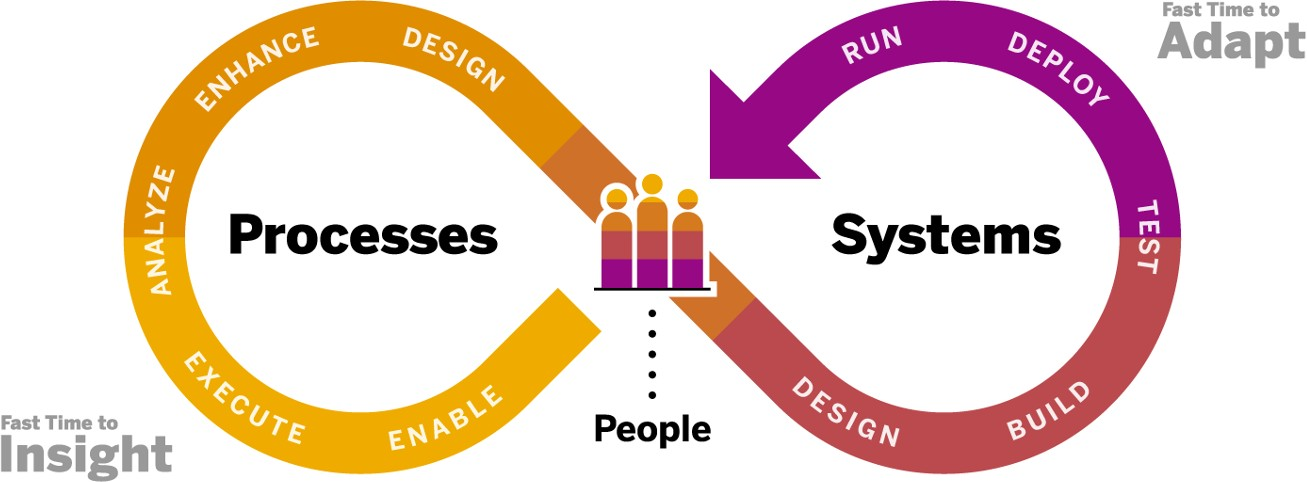 Fast Time to
Adapt
ENHANCE
DESIGN
RUN
DEPLOY
ANALYZE
TEST
Processes
Systems
EXECUTE
ENABLE
DESIGN
BUILD
People
Fast Time to
Insight